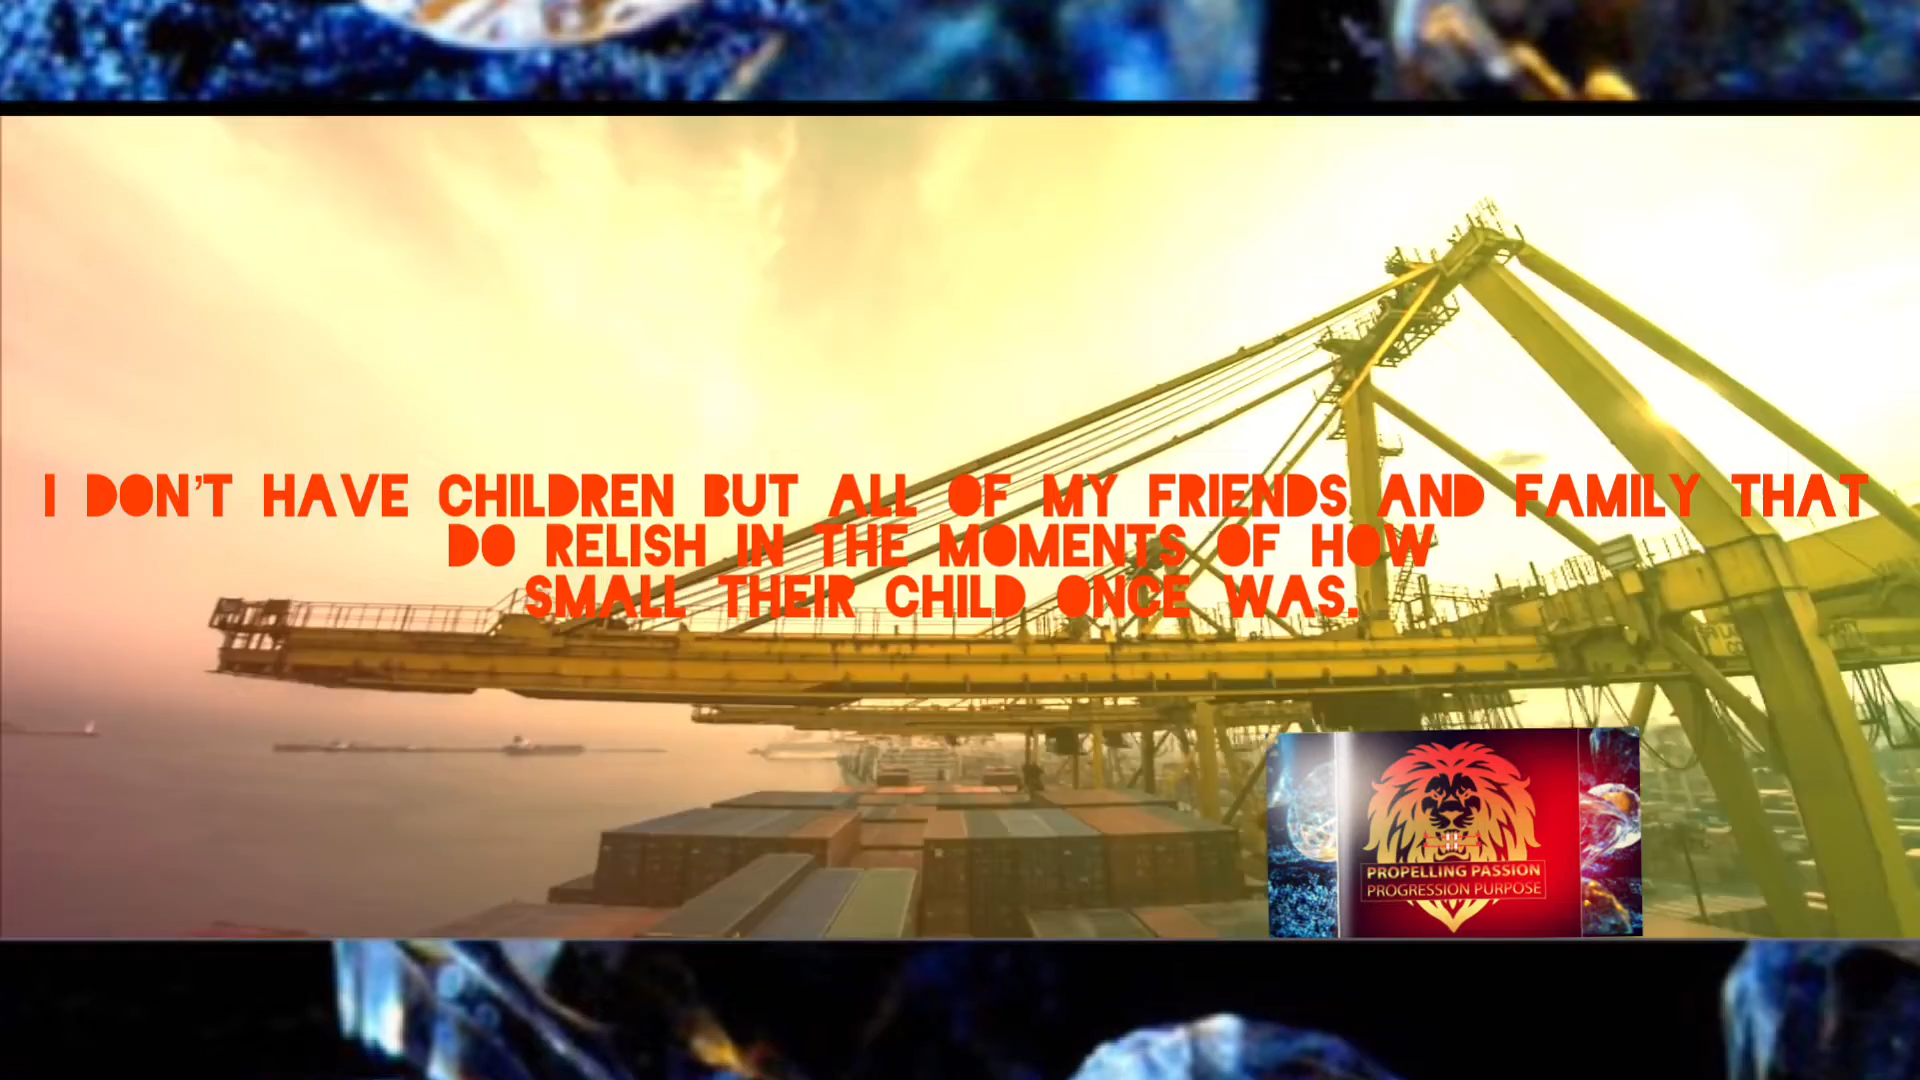 I DON'T HAVE CHILDREN BUT ALL OF MY FRIENDS AND FAMILY THAT
DO RELISH IN THE MOMENTS OF HOW
SMALL THEIR CHILD ONCE WAS.
PROPELLING PASSION
PROGRESSION PURPOSE